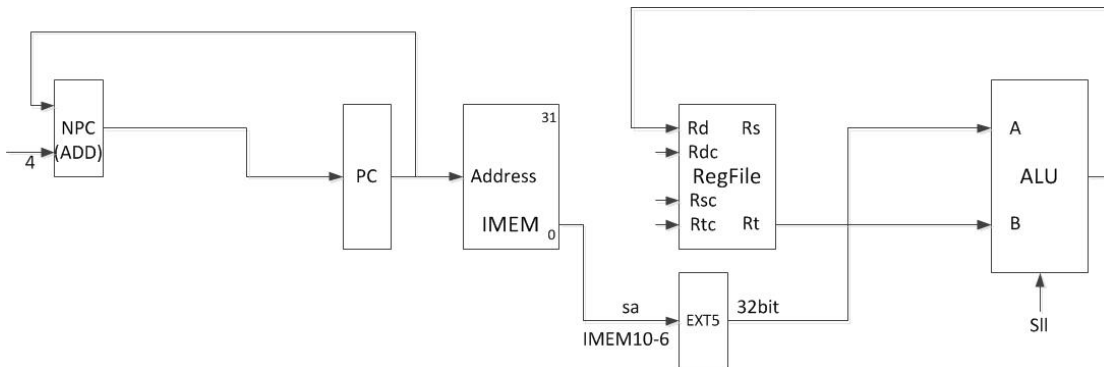 NPC
(ADD)
4
PC
31
Address
IMEM
0
Rd
Rs
Rdc
RegFile
Rsc
Rtc
Rt
A
ALU
B
sa
IMEM10-6
EXT5
32bit
Sll